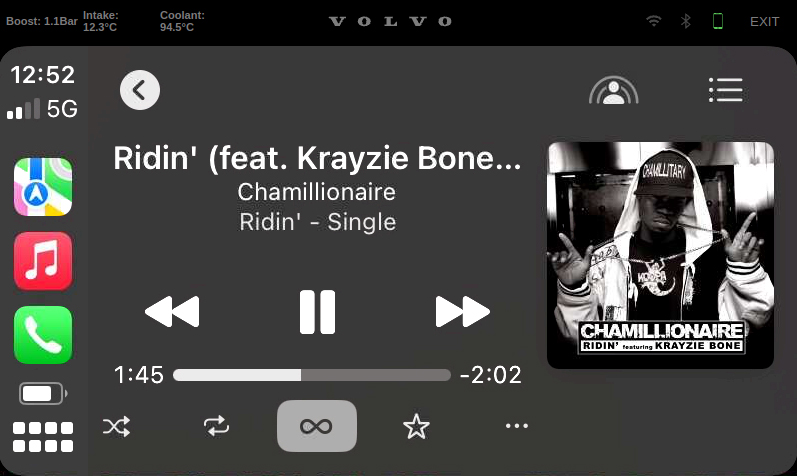 Boost: 1.1Bar
Intake:
12.3°C
Coolant:
94.5°C
VOLVO
EXIT
12:52
5G
Ridin' (feat. Krayzie Bone...
Chamillionaire
Ridin' - Single
1:45
-2:02
CHAMILLITARY
KOOPA
CHAMILLIONAIRE
RIDIN' featuring KRAYZIE BONE